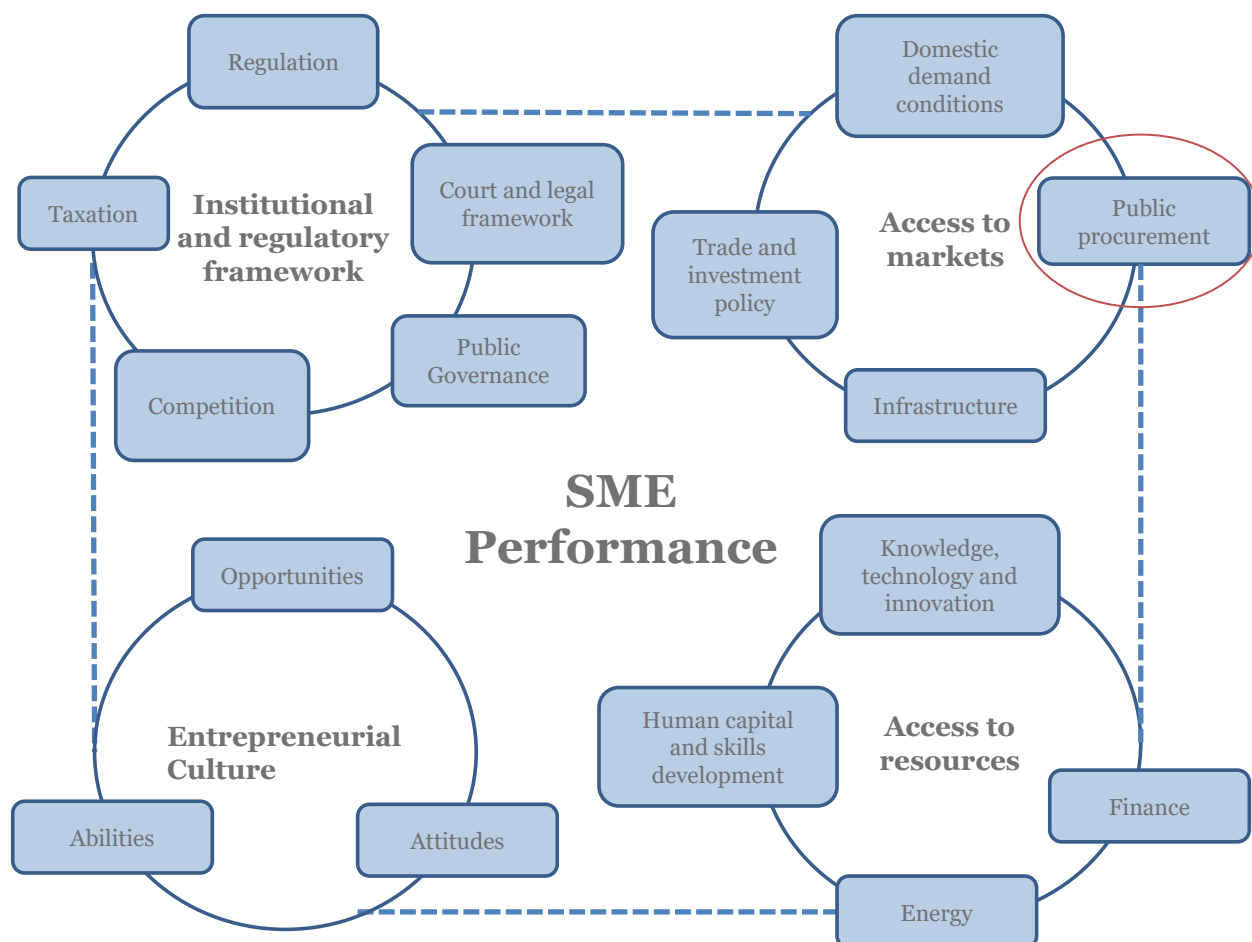 Regulation
Taxation
Institutional
and regulatory
framework
Court and legal
framework
Public
Governance
Competition
Domestic
demand
conditions
Public
procurement
Access to
markets
Trade and
investment
policy
Infrastructure
SME
Performance
Opportunities
Entrepreneurial
Culture
Abilities
Attitudes
Knowledge,
technology and
innovation
Human capital
and skills
development
Access to
resources
Finance
Energy